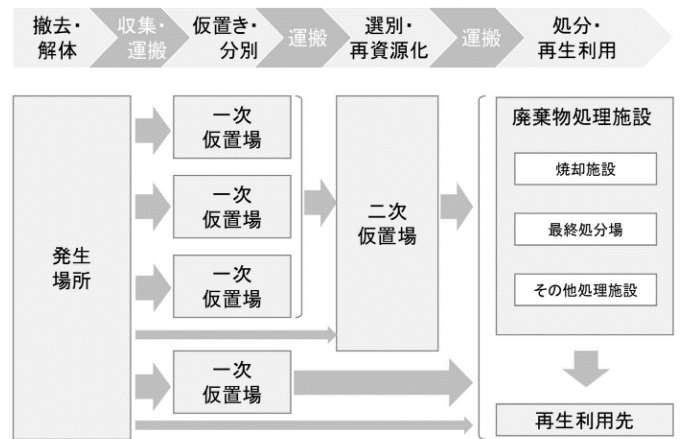 撤去・
解体
収集・
運搬
仮置き・
分別
運搬
選別・
再資源化
運搬
処分・
再生利用
発生
場所
一次
仮置場
一次
仮置場
一次
仮置場
一次
仮置場
二次
仮置場
廃棄物処理施設
焼却施設
最終処分場
その他処理施設
再生利用先